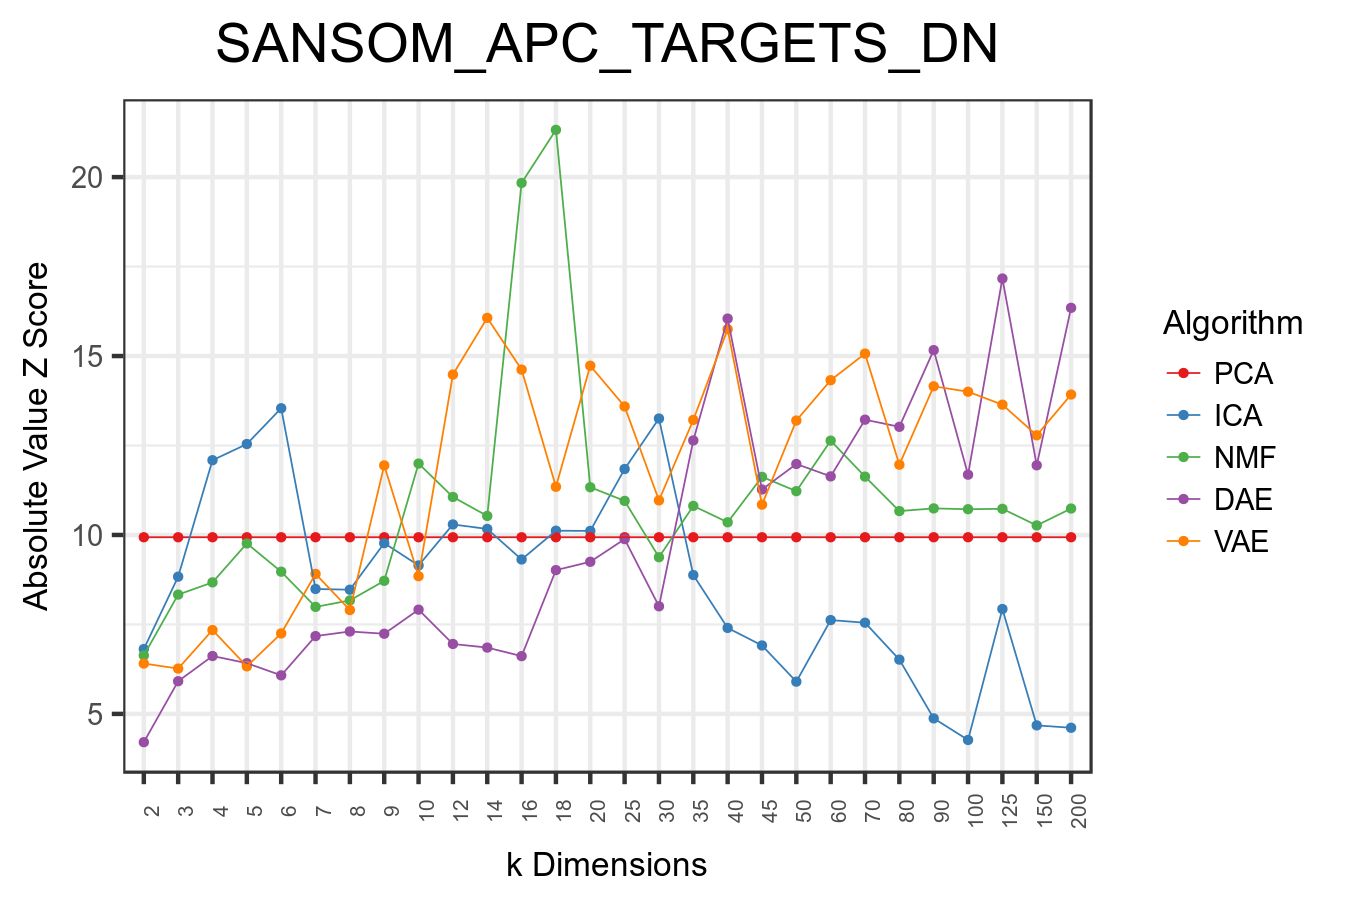 SANSOM_APC_TARGETS_DN
Absolute Value Z Score
20
15
10
5
2 3 4 5 6 7 8 9 10 12 14 16 18 20 25 30 35 40 45 50 60 70 80 90 100 125 150 200
k Dimensions
Algorithm
PCA
ICA
NMF
DAE
VAE